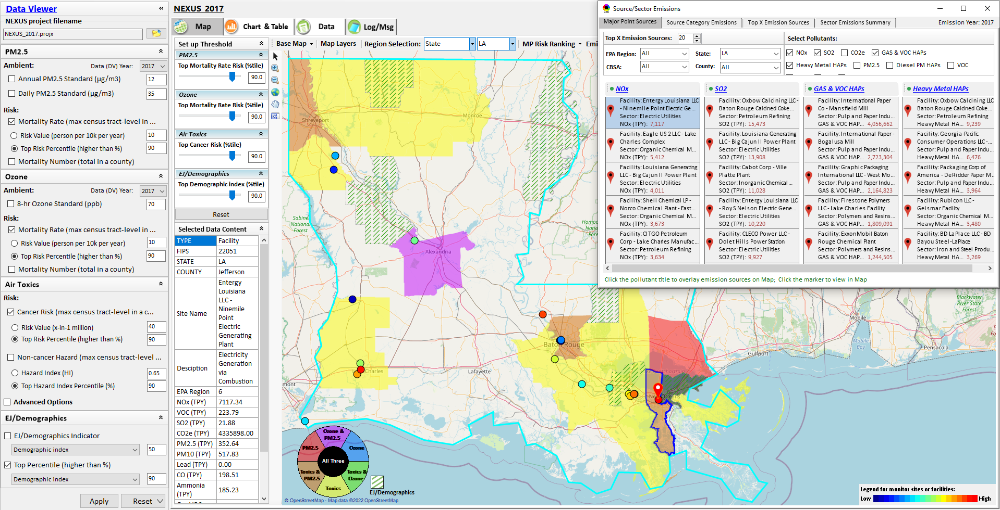 Data Viewer
«
NEXUS project filename
NEXUS_2017.projx
PM2.5
Ambient:
Data (DV) Year:
2017
Annual PM2.5 Standard (µg/m3)
12
Daily PM2.5 Standard (µg/m3)
35
Risk:
Mortality Rate (max census tract-level in ...
Risk Value (person per 10k per year)
10
Top Risk Percentile (higher than %)
90
Mortality Number (total in a county)
Ozone
Ambient:
Data (DV) Year:
2017
8-hr Ozone Standard (ppb)
70
Risk:
Mortality Rate (max census tract-level in ...
Risk Value (person per 10k per year)
10
Top Risk Percentile (higher than %)
90
Mortality Number (total in a county)
Air Toxics
Risk:
Cancer Risk (max census tract-level in a c...
Risk Value (x-in-1 million)
40
Top Risk Percentile (higher than %)
90
Non-cancer Hazard (max census tract-level ...
Hazard Index (HI)
0.65
Top Hazard Index Percentile (%)
90
Advanced Options
EJ/Demographics
EJ/Demographics Indicator
Demographic index
50
Top Percentile (higher than %)
Demographic index
90
Apply
Reset
NEXUS_2017
Map
Chart & Table
Data
Log/Msg
Set up Threshold
PM2.5
Top Mortality Rate Risk (%tile)
90.0
Ozone
Top Mortality Rate Risk (%tile)
90.0
Air Toxics
Top Cancer Risk (%tile)
90.0
EJ/Demographics
Top Demographic index (%tile)
90.0
Reset
Selected Data Content
TYPE Facility
FIPS 22051
STATE LA
COUNTY Jefferson
Site Name
Entergy
Louisiana
LLC -
Ninemile
Point
Electric
Generating
Plant
Desciption
Electricity
Generation
via
Combustion
EPA Region 6
NOx (TPY) 7117.34
VOC (TPY) 223.79
SO2 (TPY) 21.88
CO2e (TPY) 4335898.00
PM2.5 (TPY) 352.64
PM10 (TPY) 517.83
Lead (TPY) 0.00
CO (TPY) 198.51
Ammonia
(TPY)
185.23
Base Map
Map Layers
Region Selection:
State
LA
MP Risk Ranking
Emi
Shreveport
Monroe
Sabine
National
Forest
Alexandria
Baton Rouge
Charles
Lafayette
mont
New Orleans
Gulfport
Mobile
Mobile
Bay
Pensacola
Blackwater
River State
Forest
Ozone &
PM2.5
Ozone
Toxics &
Ozone
Toxics
Toxics &
PM2.5
PM2.5
All Three
EJ/Demographics
© OpenStreetMap - Map data ©2022 OpenStreetMap
Legend for monitor sites or facilities:
Low
High
Source/Sector Emissions
Major Point Sources
Source Category Emissions
Top X Emission Sources
Sector Emissions Summary
Emission Year: 2017
Top X Emission Sources:
20
EPA Region:
All
State:
LA
CBSA:
All
County:
All
Select Pollutants:
NOx
SO2
CO2e
GAS & VOC HAPs
Heavy Metal HAPs
PM2.5
Diesel PM HAPs
VOC
NOx
Facility: Entergy Louisiana LLC
- Ninemile Point Electric Ge...
Sector: Electric Utilities
NOx (TPY): 7,117
Facility: Eagle US 2 LLC - Lake
Charles Complex
Sector: Organic Chemical M...
NOx (TPY): 5,412
Facility: Louisiana Generating
LLC - Big Cajun II Power Plant
Sector: Electric Utilities
NOx (TPY): 4,011
Facility: Shell Chemical LP -
Norco Chemical Plant - East...
Sector: Organic Chemical M...
NOx (TPY): 3,673
Facility: CITGO Petroleum
Corp - Lake Charles Manufac...
Sector: Petroleum Refining
NOx (TPY): 3,634
SO2
Facility: Oxbow Calcining LLC -
Baton Rouge Calcined Coke...
Sector: Petroleum Refining
SO2 (TPY): 15,473
Facility: Louisiana Generating
LLC - Big Cajun II Power Plant
Sector: Electric Utilities
SO2 (TPY): 13,908
Facility: Cabot Corp - Ville
Platte Plant
Sector: Inorganic Chemical...
SO2 (TPY): 11,028
Facility: Entergy Louisiana LLC
- Roy S Nelson Electric Gene...
Sector: Electric Utilities
SO2 (TPY): 10,220
Facility: CLECO Power LLC -
Dolet Hills Power Station
Sector: Electric Utilities
SO2 (TPY): 9,927
GAS & VOC HAPs
Facility: International Paper
Co - Mansfield Mill
Sector: Pulp and Paper Indu...
GAS & VOC HAP... 4,056,662
Facility: International Paper -
Bogalusa Mill
Sector: Pulp and Paper Indu...
GAS & VOC HAP... 2,723,304
Facility: Graphic Packaging
International LLC - West Mo...
Sector: Pulp and Paper Indu...
GAS & VOC HAP... 2,164,823
Facility: Firestone Polymers
LLC - Lake Charles Facility
Sector: Polymers and Resins...
GAS & VOC HAP... 1,809,091
Facility: ExxonMobil Baton
Rouge Chemical Plant
Sector: Polymers and Resins...
GAS & VOC HAP... 1,244,505
Heavy Metal HAPs
Facility: Oxbow Calcining LLC
Baton Rouge Calcined Coke...
Sector: Petroleum Refining
Heavy Metal HA... 9,239
Facility: Georgia-Pacific
Consumer Operations LLC -...
Sector: Pulp and Paper Indu...
Heavy Metal HA... 6,476
Facility: Packaging Corp of
America - DeRidder Paper M...
Sector: Pulp and Paper Indu...
Heavy Metal HA... 3,964
Facility: Rubicon LLC -
Geismar Facility
Sector: Organic Chemical M...
Heavy Metal HA... 3,480
Facility: BD LaPlace LLC - BD
Bayou Steel-LaPlace
Sector: Iron and Steel Produ...
Heavy Metal HA... 3,269
Click the pollutant title to overlay emission sources on Map; Click the marker to view in Map